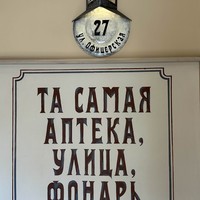 27
УЛ. ОФИЦЕРСКАЯ
ТА САМАЯ
АПТЕКА,
УЛИЦА,
ФОНАРЬ